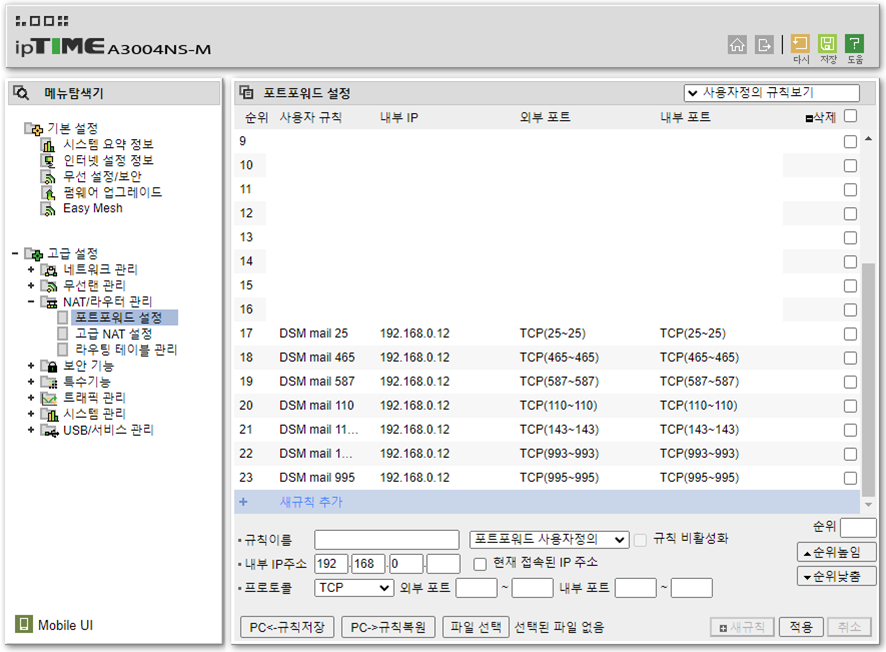 ipTIME A3004NS-M
다시 저장 도움
메뉴탐색기
기본 설정
시스템 요약 정보
인터넷 설정 정보
무선 설정/보안
펌웨어 업그레이드
Easy Mesh
고급 설정
네트워크 관리
무선랜 관리
NAT/라우터 관리
포트포워드 설정
고급 NAT 설정
라우팅 테이블 관리
보안 기능
특수기능
트래픽 관리
시스템 관리
USB/서비스 관리
Mobile UI
포트포워드 설정 사용자정의 규칙보기
순위 사용자 규칙 내부 IP 외부 포트 내부 포트 삭제
9
10
11
12
13
14
15
16
17 DSM mail 25 192.168.0.12 TCP(25~25) TCP(25~25)
18 DSM mail 465 192.168.0.12 TCP(465~465) TCP(465~465)
19 DSM mail 587 192.168.0.12 TCP(587~587) TCP(587~587)
20 DSM mail 110 192.168.0.12 TCP(110~110) TCP(110~110)
21 DSM mail 11... 192.168.0.12 TCP(143~143) TCP(143~143)
22 DSM mail 1... 192.168.0.12 TCP(993~993) TCP(993~993)
23 DSM mail 995 192.168.0.12 TCP(995~995) TCP(995~995)
+ 새규칙 추가
순위
규칙이름 포트포워드 사용자정의 규칙 비활성화
순위높임
내부 IP주소 192 . 168 . 0 . 현재 접속된 IP 주소
순위낮춤
프로토콜 TCP 외부 포트 ~ 내부 포트 ~
PC<-규칙저장 PC->규칙복원 파일 선택 선택된 파일 없음 새규칙 적용 취소